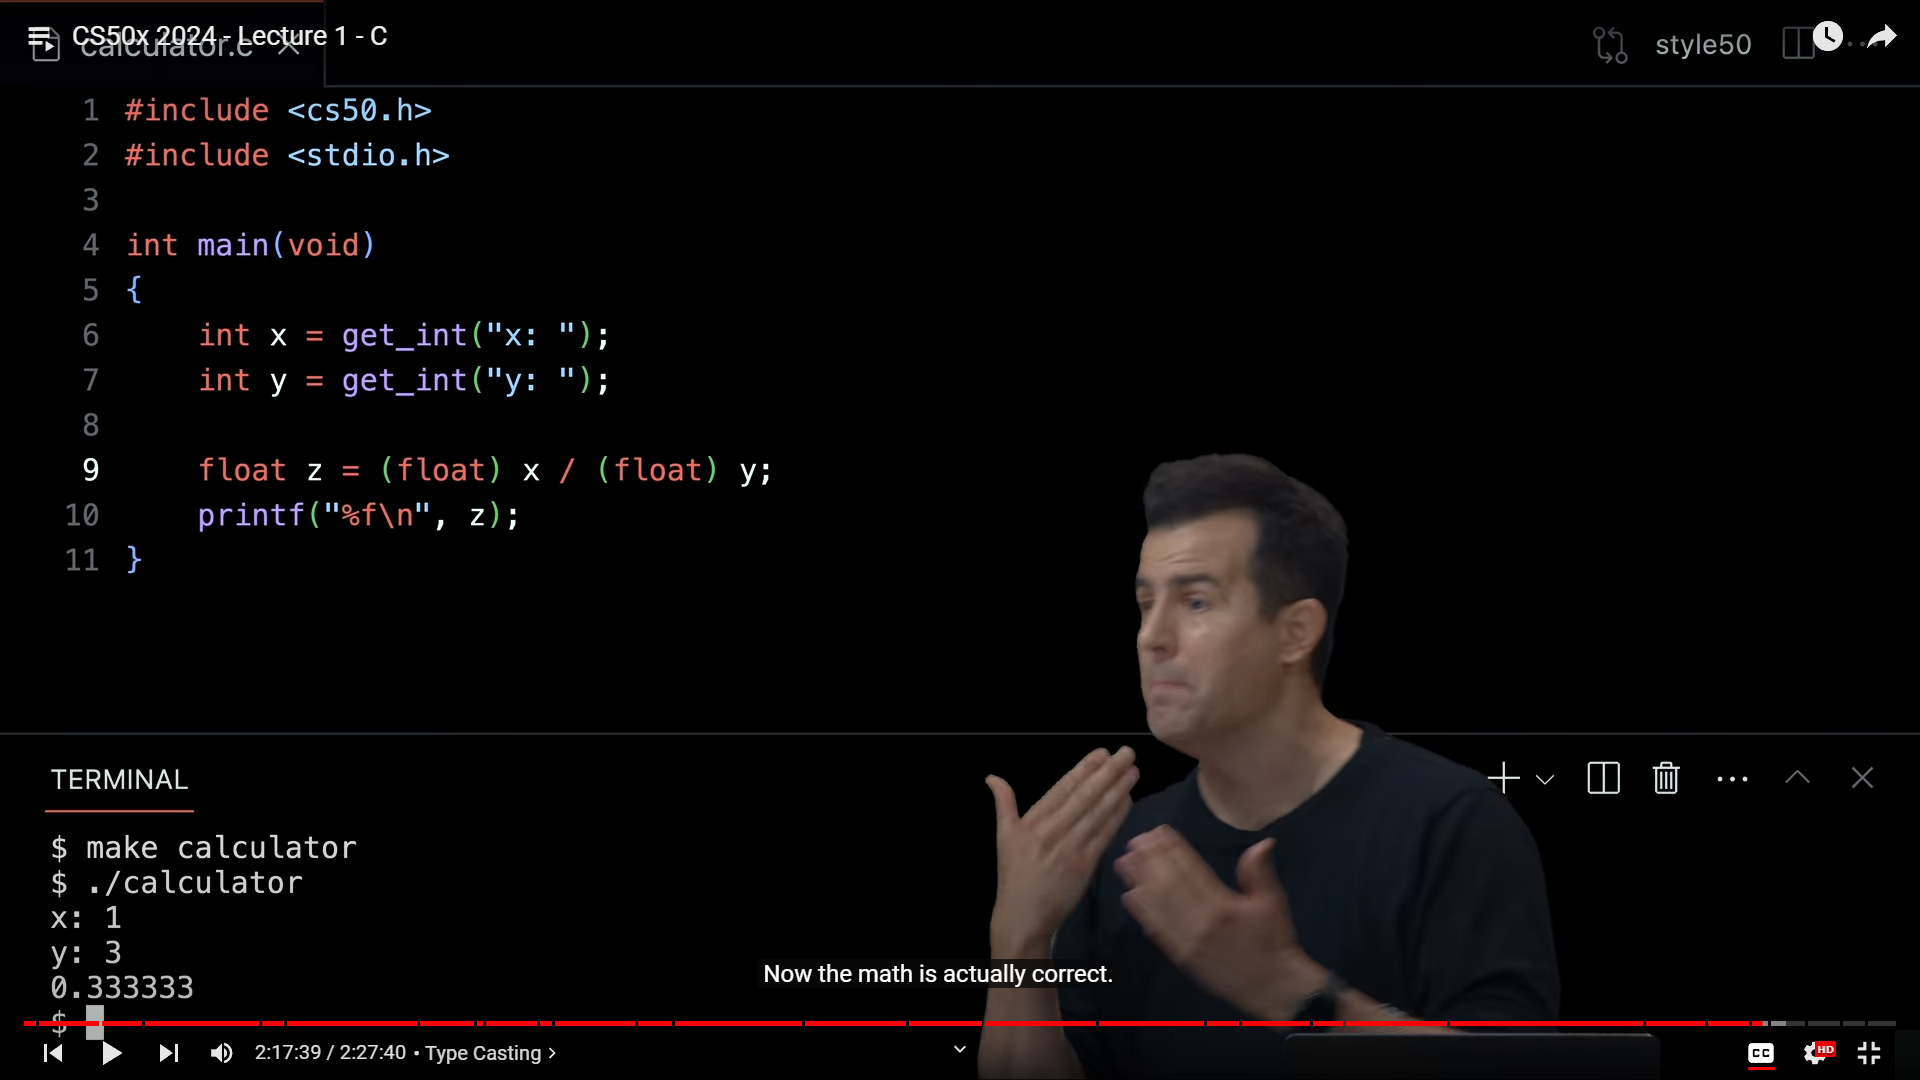 CS50x 2024 - Lecture 1 - C
calculator.c
style50
1 #include <cs50.h>
2 #include <stdio.h>
3
4 int main(void)
5 {
6     int x = get_int("x: ");
7     int y = get_int("y: ");
8
9     float z = (float) x / (float) y;
10     printf("%f\n", z);
11 }
TERMINAL
$ make calculator
$ ./calculator
x: 1
y: 3
0.333333
$
Now the math is actually correct.
2:17:39 / 2:27:40 • Type Casting
CC
HD